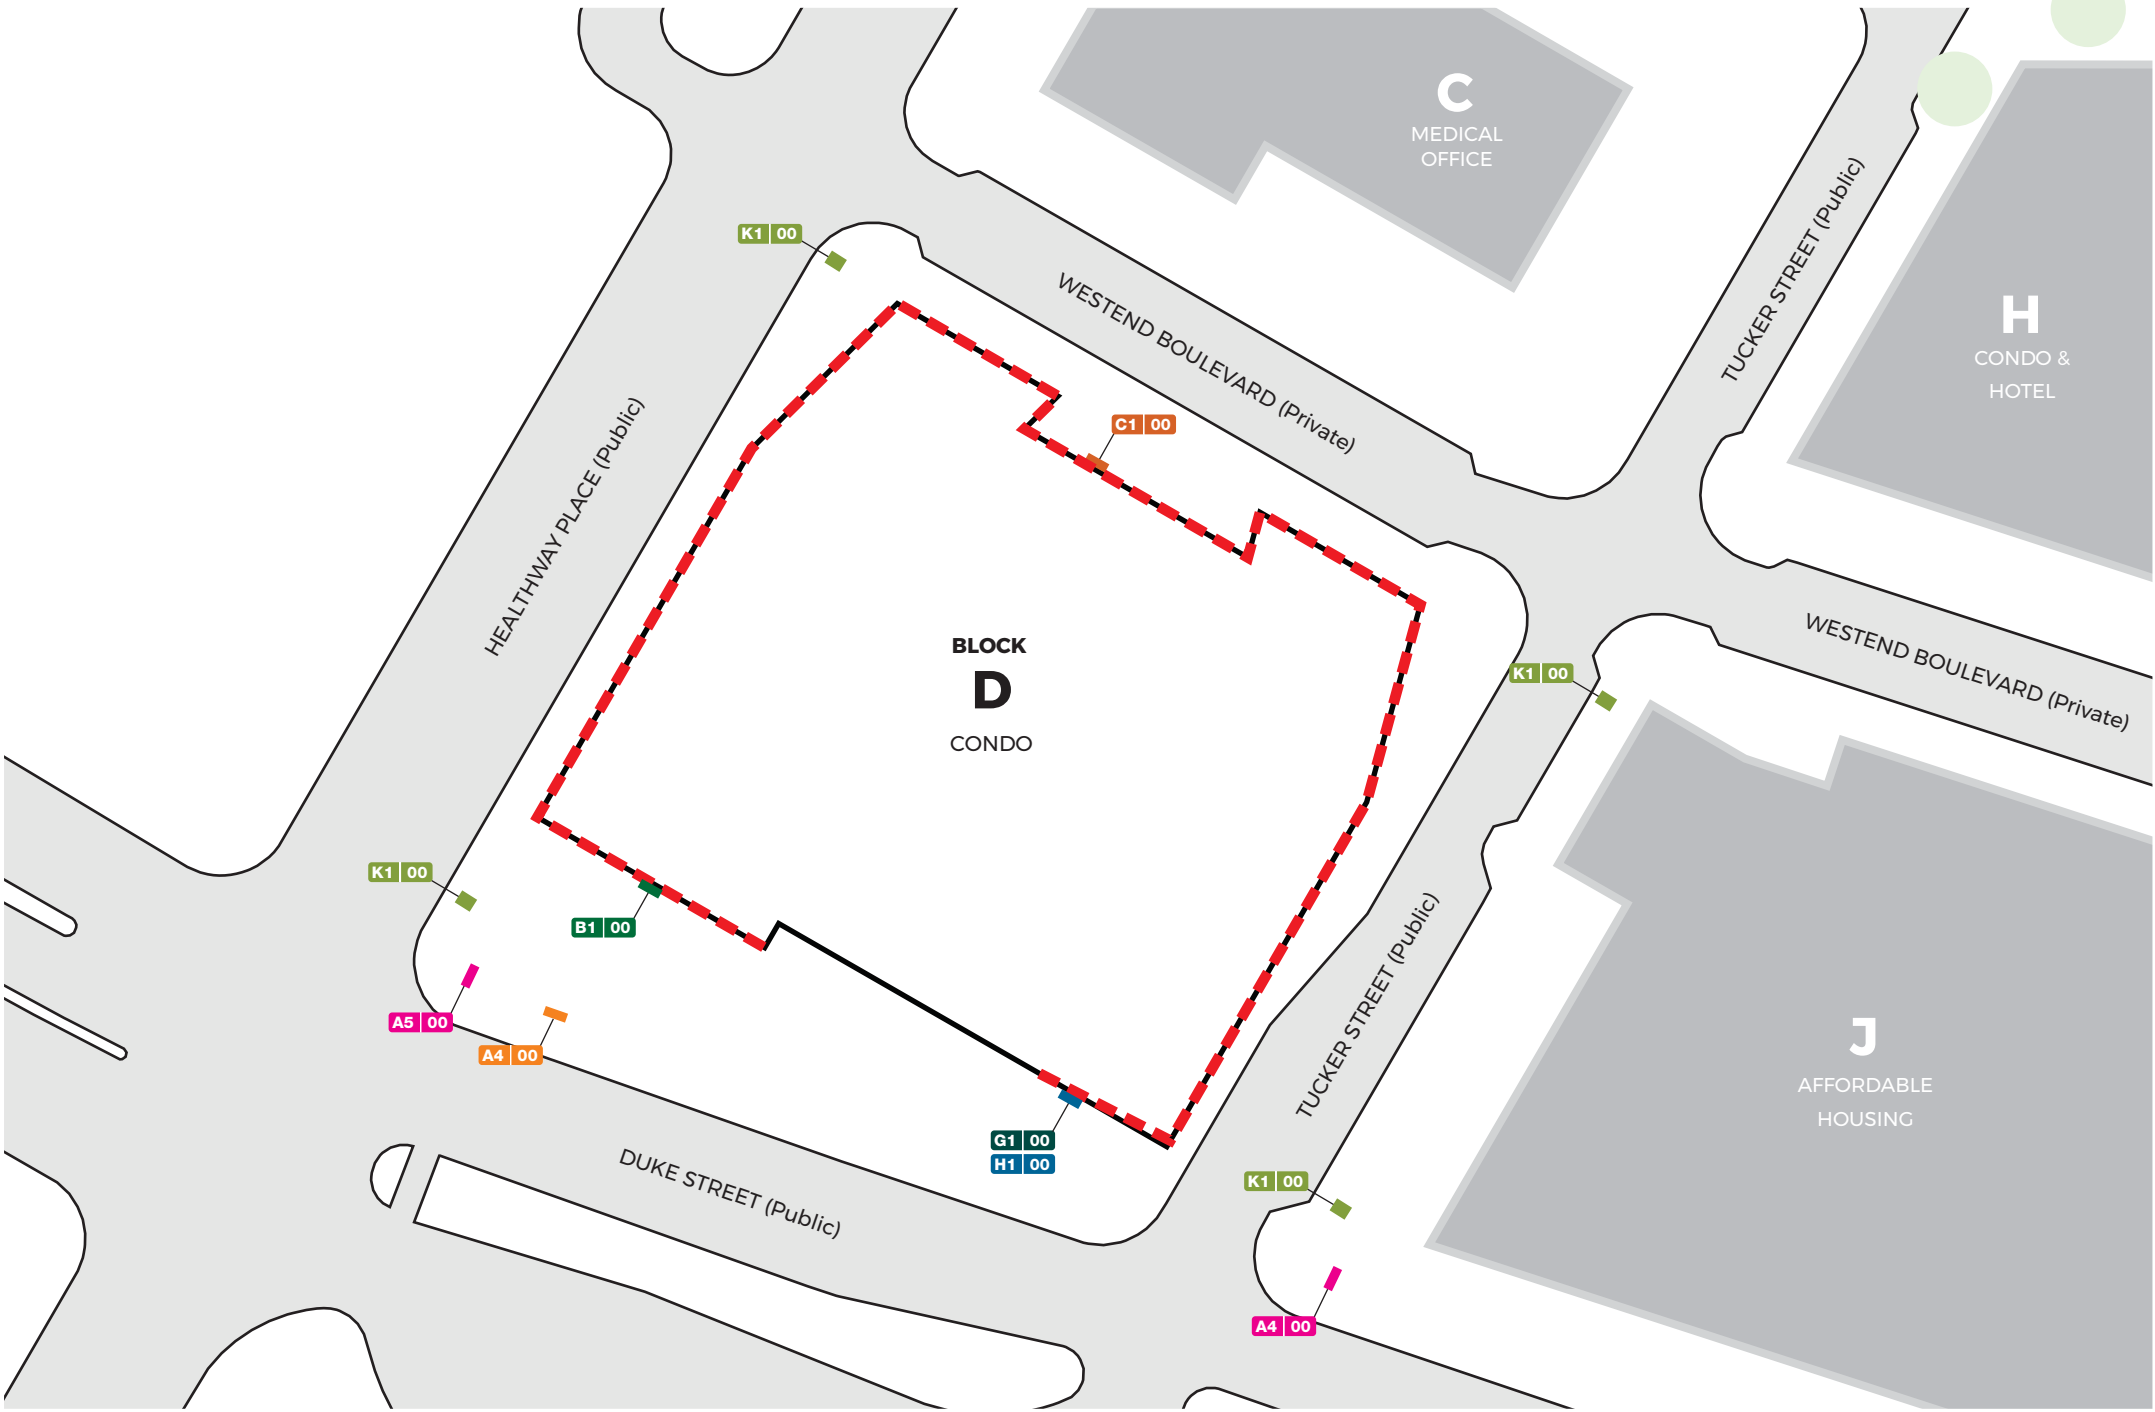 C
MEDICAL
OFFICE
TUCKER STREET (Public)
K1 00
WESTEND BOULEVARD (Private)
H
CONDO &
HOTEL
C1 00
HEALTHWAY PLACE (Public)
BLOCK
D
CONDO
K1 00
WESTEND BOULEVARD (Private)
K1 00
B1 00
A5 00
A4 00
TUCKER STREET (Public)
J
AFFORDABLE
HOUSING
G1 00
H1 00
DUKE STREET (Public)
K1 00
A4 00